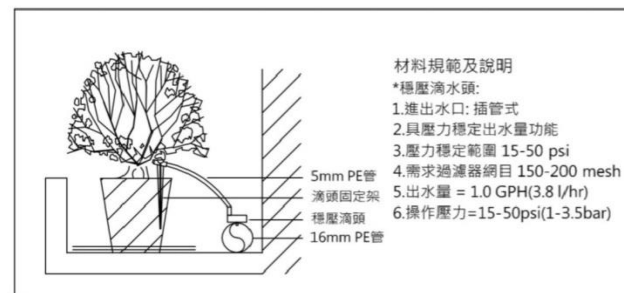 材料規範及說明
*穩壓滴水頭:
1.進出水口: 插管式
2.具壓力穩定出水量功能
3.壓力穩定範圍 15-50 psi
4.需求過濾器網目 150-200 mesh
5.出水量 = 1.0 GPH(3.8 l/hr)
6.操作壓力=15-50psi(1-3.5bar)
5mm PE管
滴頭固定架
穩壓滴頭
16mm PE管